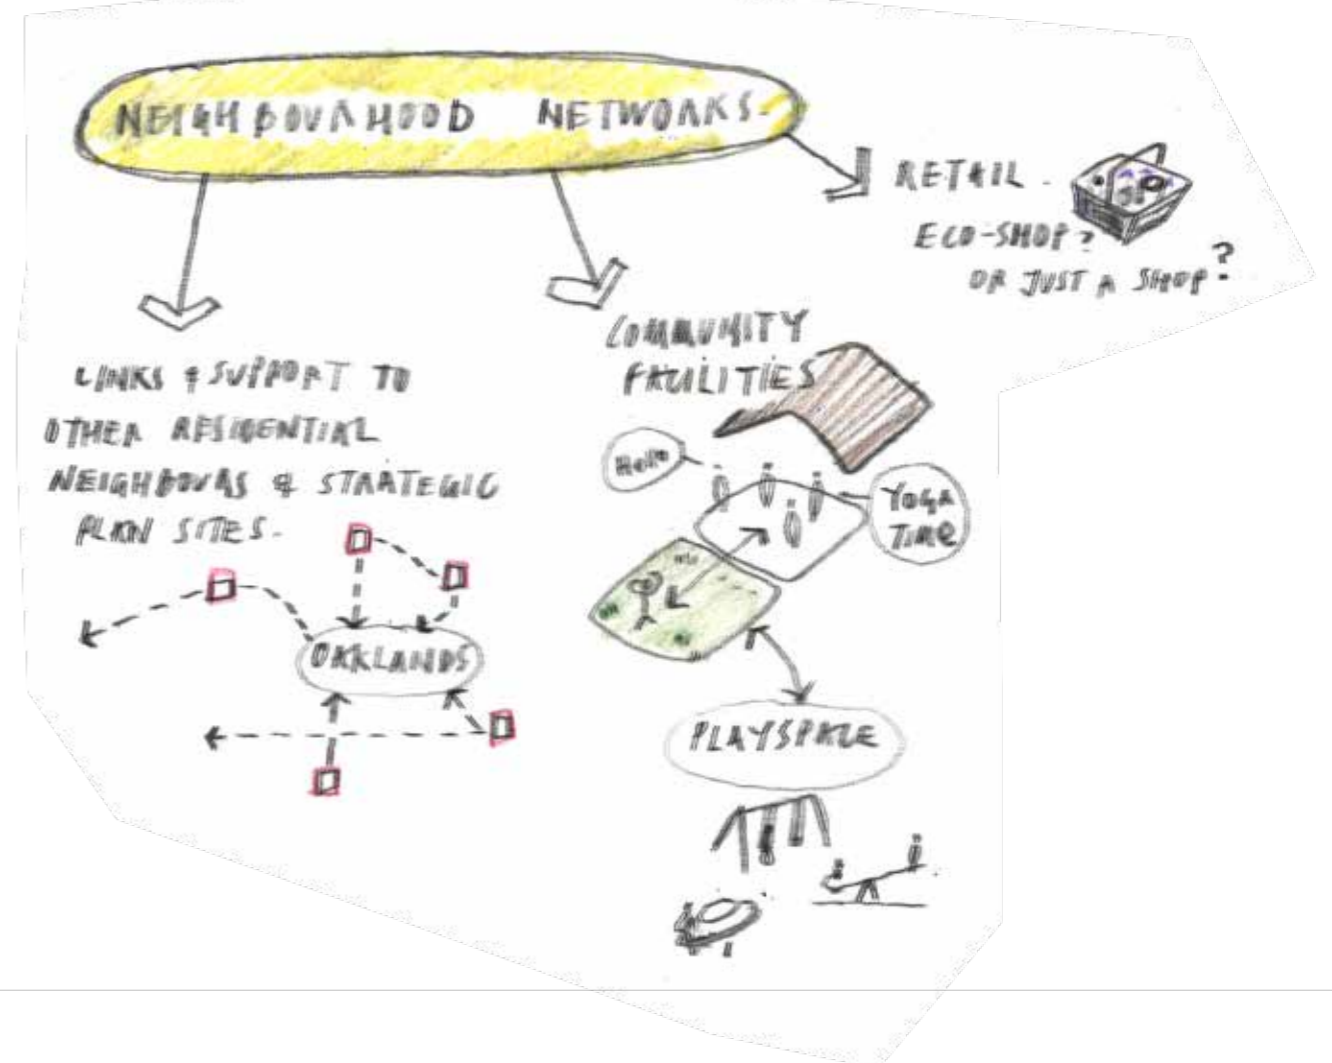 NEIGHBOURHOOD NETWORKS.
RETAIL.
ECO-SHOP?
OR JUST A SHOP?
COMMUNITY
FACILITIES
Hello
YOGA
TIME
PLAYSPACE
LINKS & SUPPORT TO
OTHER RESIDENTIAL
NEIGHBOURS & STRATEGIC
PLAN SITES.
OAKLANDS